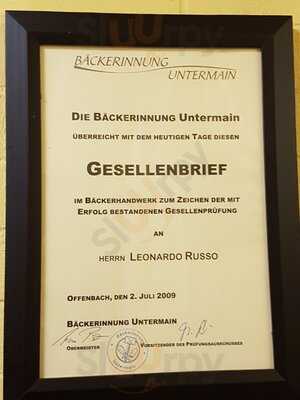 BÄCKERINNUNG
UNTERMAIN
DIE BÄCKERINNUNG Untermain
ÜBERREICHT MIT DEM HEUTIGEN TAGE DIESEN
GESELLENBRIEF
IM BÄCKERHANDWERK ZUM ZEICHEN DER MIT
ERFOLG BESTANDENEN GESELLENPRÜFUNG
AN
HERRN LEONARDO RUSSO
OFFENBACH, DEN 2. JULI 2009
BÄCKERINNUNG UNTERMAIN
OBERMEISTER VORSITZENDER DES PRÜFUNGSAUSSCHUSSES